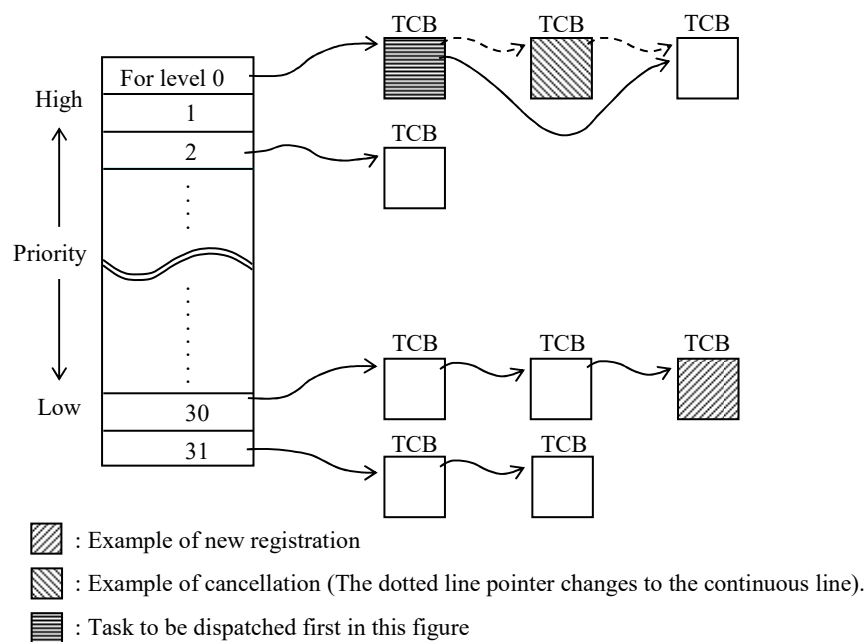 TCB TCB TCB
For level 0
High
1
TCB
2
Priority
TCB TCB TCB
Low
30
TCB TCB
31
: Example of new registration
: Example of cancellation (The dotted line pointer changes to the continuous line).
: Task to be dispatched first in this figure